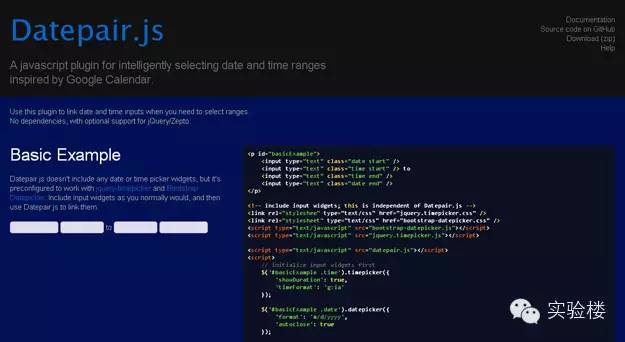 Datepair.js
Documentation
Source code on GitHub
Download (zip)
Help
A javascript plugin for intelligently selecting date and time ranges
inspired by Google Calendar.
Use this plugin to link date and time inputs when you need to select ranges.
No dependencies, with optional support for jQuery/Zepto.
Basic Example
Datepair.js doesn't include any date or time picker widgets, but it's
preconfigured to work with jquery-timepicker and Bootstrap
Datepicker. Include input widgets as you normally would, and then
use Datepair.js to link them.
to
<p id="basicExample">
    <input type="text" class="date start" />
    <input type="text" class="time start" /> to
    <input type="text" class="time end" />
    <input type="text" class="date end" />
</p>
<!-- include input widgets; this is independent of Datepair.js -->
<link rel="stylesheet" type="text/css" href="jquery.timepicker.css" />
<link rel="stylesheet" type="text/css" href="bootstrap-datepicker.css" />
<script type="text/javascript" src="bootstrap-datepicker.js"></script>
<script type="text/javascript" src="jquery.timepicker.js"></script>
<script type="text/javascript" src="datepair.js"></script>
<script>
    // initialize input widgets first
    $('#basicExample .time').timepicker({
        'showDuration': true,
        'timeFormat': 'g:ia'
    });
    $('#basicExample .date').datepicker({
        'format': 'm/d/yyyy',
        'autoclose': true
    });
实验楼